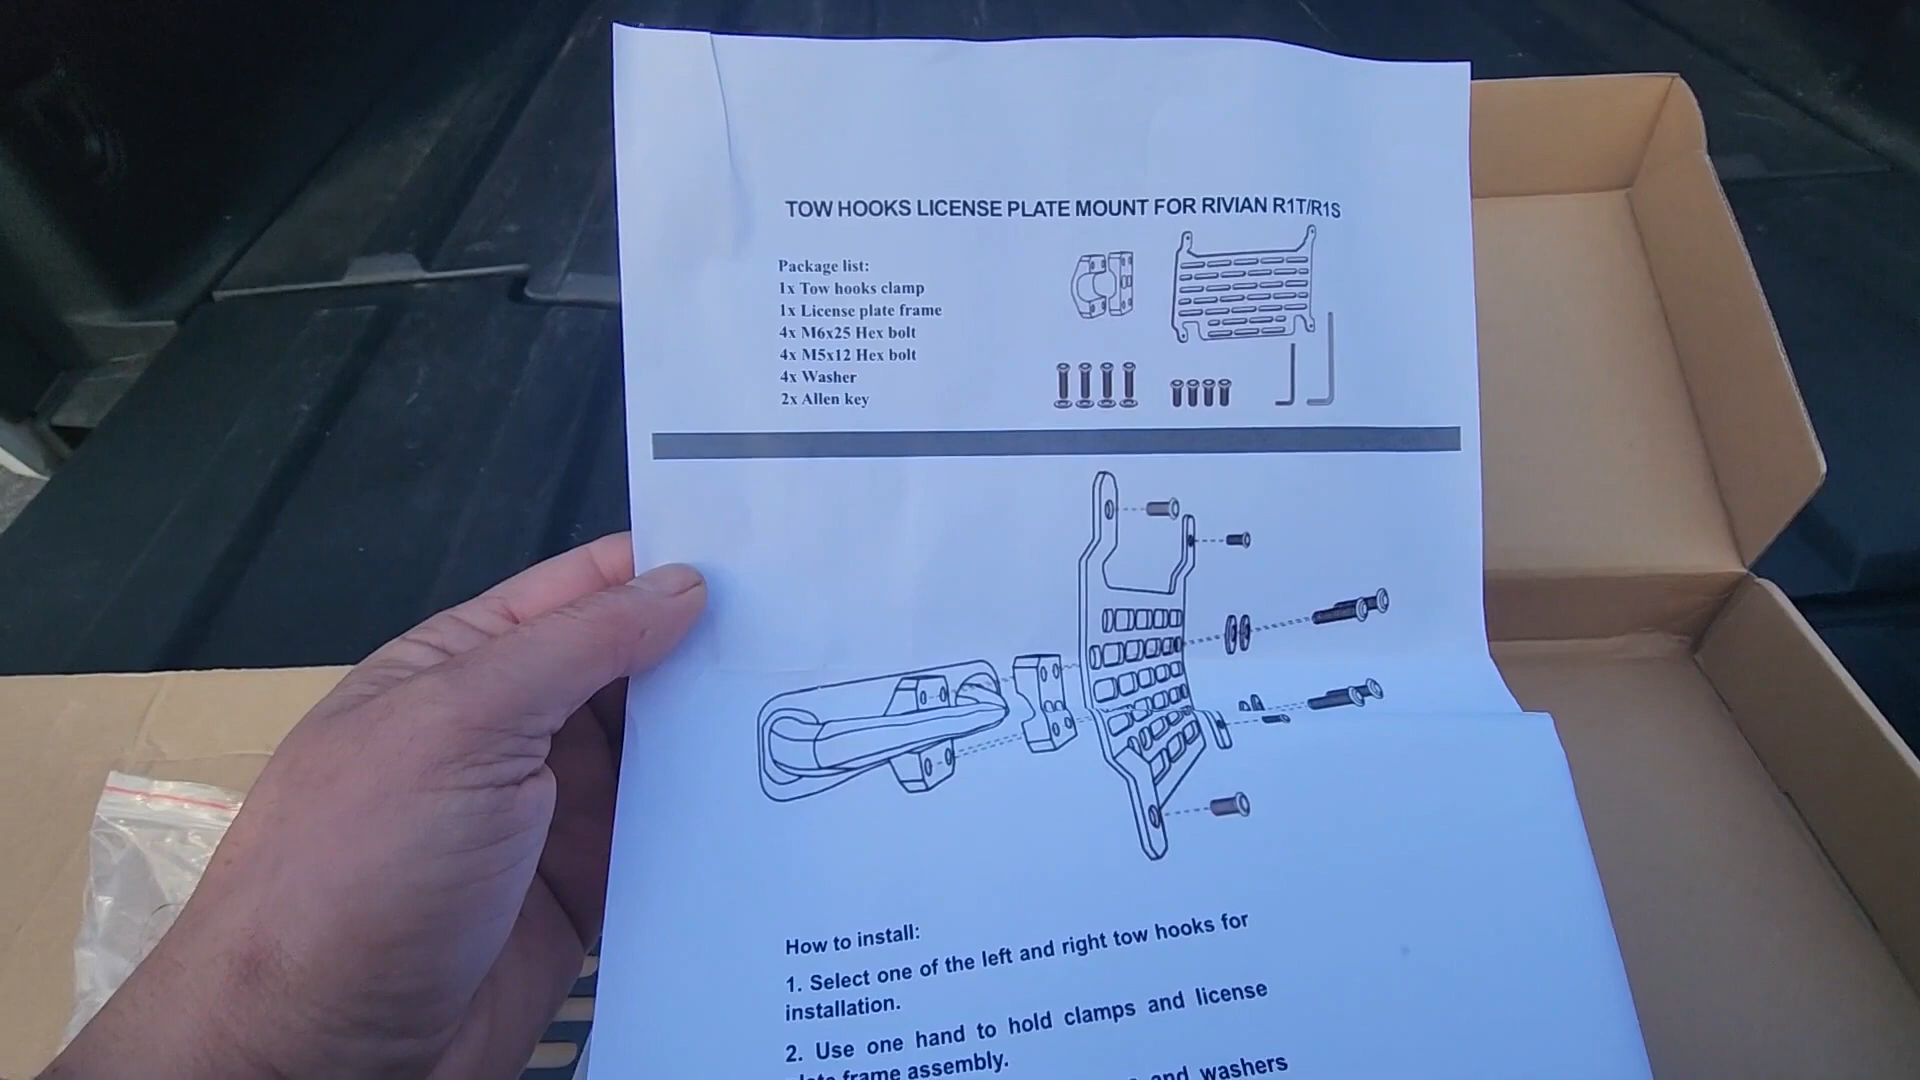 TOW HOOKS LICENSE PLATE MOUNT FOR RIVIAN R1T/R1S
Package list:
1x Tow hooks clamp
1x License plate frame
4x M6x25 Hex bolt
4x M5x12 Hex bolt
4x Washer
2x Allen key
How to install:
1. Select one of the left and right tow hooks for
installation.
2. Use one hand to hold clamps and license
frame assembly.
and washers